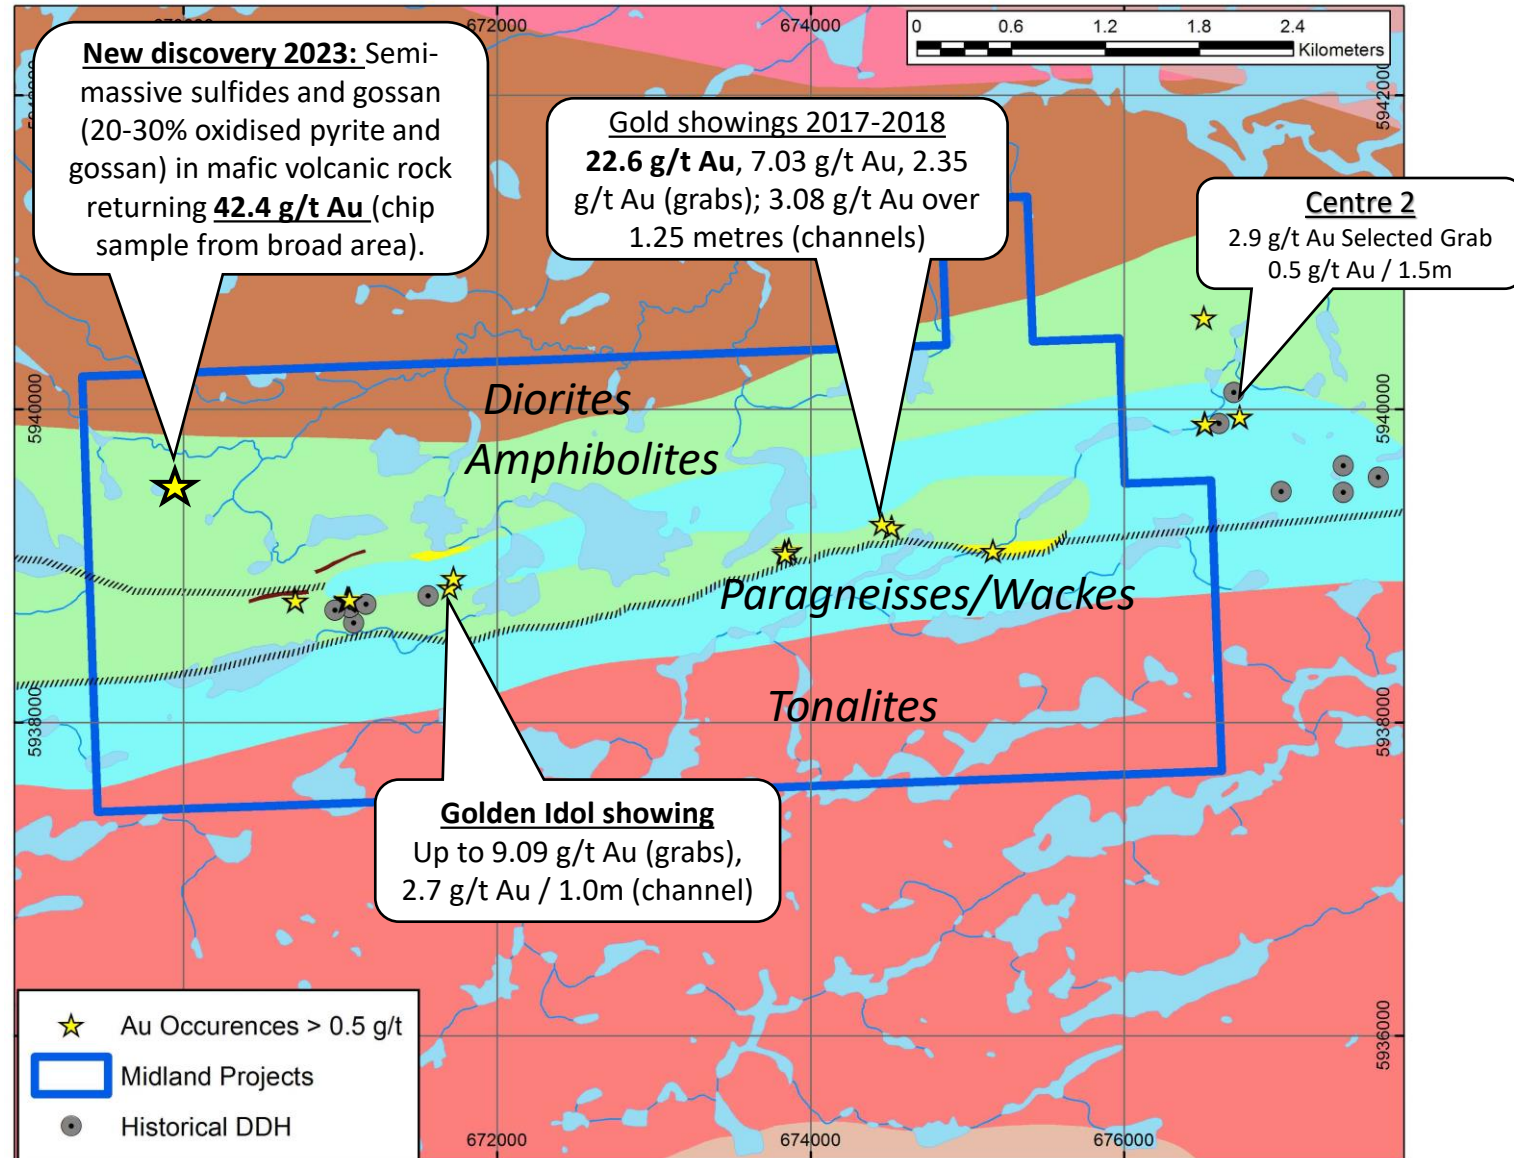 672000
674000
0 0.6 1.2 1.8 2.4
Kilometers
New discovery 2023: Semi-
massive sulfides and gossan
(20-30% oxidised pyrite and
gossan) in mafic volcanic rock
returning 42.4 g/t Au (chip
sample from broad area).
Gold showings 2017-2018
22.6 g/t Au, 7.03 g/t Au, 2.35
g/t Au (grabs); 3.08 g/t Au over
1.25 metres (channels)
Centre 2
2.9 g/t Au Selected Grab
0.5 g/t Au / 1.5m
5942000
5940000
5940000
Diorites
Amphibolites
Paragneisses/Wackes
Tonalites
5938000
5938000
Golden Idol showing
Up to 9.09 g/t Au (grabs),
2.7 g/t Au / 1.0m (channel)
5936000
Au Occurences > 0.5 g/t
Midland Projects
Historical DDH
672000
674000
676000